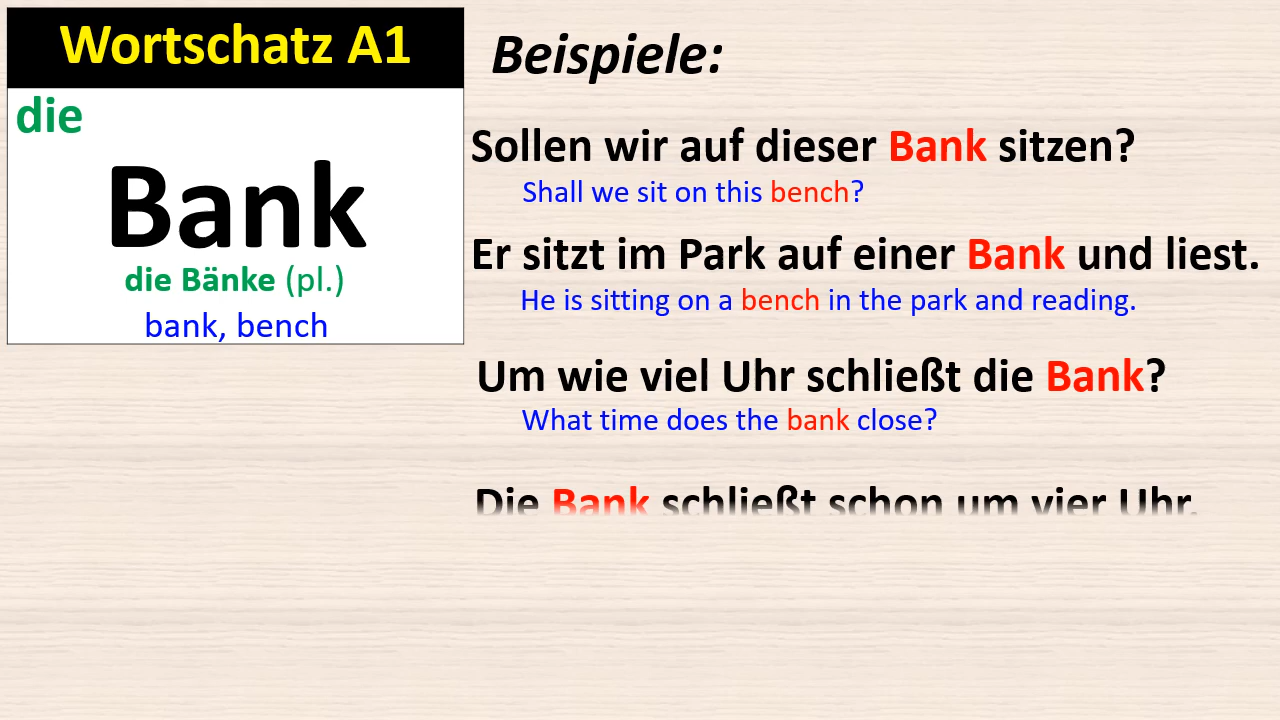 Wortschatz A1
die
Bank
die Bänke (pl.)
bank, bench
Beispiele:
Sollen wir auf dieser Bank sitzen?
Shall we sit on this bench?
Er sitzt im Park auf einer Bank und liest.
He is sitting on a bench in the park and reading.
Um wie viel Uhr schließt die Bank?
What time does the bank close?
Die Bank schließt schon um vier Uhr.